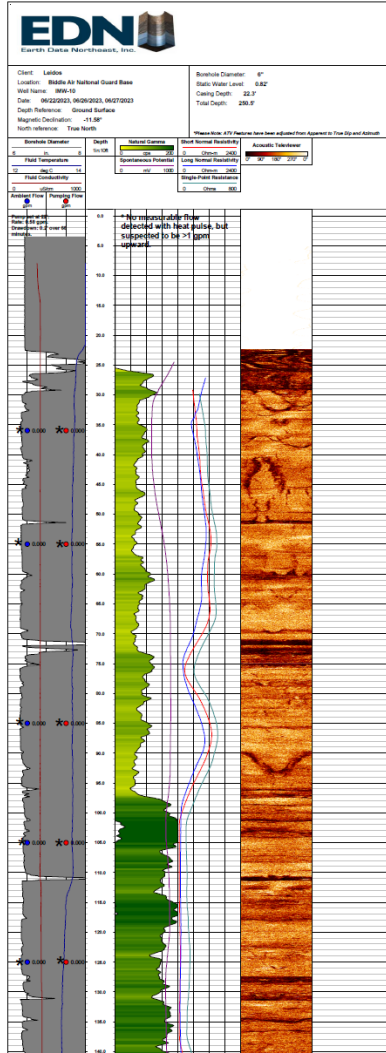 EDN
Earth Data Northeast, Inc.
Client: Leidos
Location: Biddle Air National Guard Base
Well Name: IMW-10
Date: 06/22/2023, 06/26/2023, 06/27/2023
Depth Reference: Ground Surface
Magnetic Declination: -11.58°
North reference: True North
Borehole Diameter: 6"
Static Water Level: 0.82'
Casing Depth: 22.3'
Total Depth: 250.5'
*Please Note: ATV Features have been adjusted from Apparent to True Dip and Azimuth
Borehole Diameter
6 in. 8
Fluid Temperature
12 deg C 14
Fluid Conductivity
0 uS/cm 1000
Ambient Flow Pumping Flow
gpm gpm
Depth
Natural Gamma
0 cps 200
Spontaneous Potential
0 mV 1000
Short Normal Resistivity
0 Ohm-m 2400
Long Normal Resistivity
0 Ohm-m 2400
Single-Point Resistance
0 Ohms 800
Acoustic Televiewer
0° 90° 180° 270° 0°
minutes.
* No measurable flow
detected with heat pulse, but
suspected to be >1 gpm
upward.
0.0
5.0
10.0
15.0
20.0
25.0
30.0
35.0
0.000 0.000
40.0
45.0
50.0
55.0
0.000 0.000
60.0
65.0
70.0
75.0
80.0
85.0
0.000 0.000
90.0
95.0
100.0
105.0
0.000 0.000
110.0
115.0
120.0
125.0
0.000 0.000
130.0
135.0
140.0